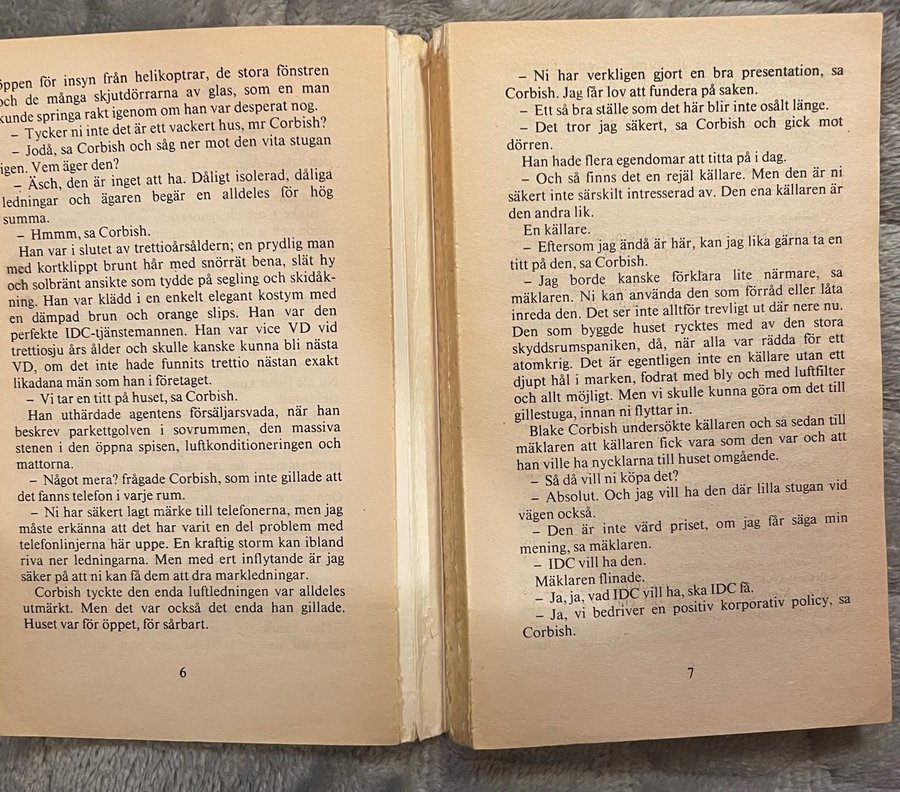 öppen för insyn från helikoptrar, de stora fönstren
och de många skjutdörrarna av glas, som en man
kunde springa rakt igenom om han var desperat nog.
– Tycker ni inte det är ett vackert hus, mr Corbish?
– Jodå, sa Corbish och såg ner mot den vita stugan
igen. Vem äger den?
– Äsch, den är inget att ha. Dåligt isolerad, dåliga
ledningar och ägaren begär en alldeles för hög
summa.
– Hmmm, sa Corbish.
Han var i slutet av trettioårsåldern; en prydlig man
med kortklippt brunt hår med snörrät bena, slät hy
och solbränt ansikte som tydde på segling och skidåk-
ning. Han var klädd i en enkelt elegant kostym med
en dämpad brun och orange slips. Han var den
perfekte IDC-tjänstemannen. Han var vice VD vid
trettiosju års ålder och skulle kanske kunna bli nästa
VD, om det inte hade funnits trettio nästan exakt
likadana män som han i företaget.
– Vi tar en titt på huset, sa Corbish.
Han uthärdade agentens försäljarsvada, när han
beskrev parkettgolven i sovrummen, den massiva
stenen i den öppna spisen, luftkonditioneringen och
mattorna.
– Något mera? frågade Corbish, som inte gillade att
det fanns telefon i varje rum.
– Ni har säkert lagt märke till telefonerna, men jag
måste erkänna att det har varit en del problem med
telefonlinjerna här uppe. En kraftig storm kan ibland
riva ner ledningarna. Men med ert inflytande är jag
säker på att ni kan få dem att dra markledningar.
Corbish tyckte den enda luftledningen var alldeles
utmärkt. Men det var också det enda han gillade.
Huset var för öppet, för sårbart.
6
– Ni har verkligen gjort en bra presentation, sa
Corbish. Jag får lov att fundera på saken.
– Ett så bra ställe som det här blir inte osålt länge.
– Det tror jag säkert, sa Corbish och gick mot
dörren.
Han hade flera egendomar att titta på i dag.
– Och så finns det en rejäl källare. Men den är ni
säkert inte särskilt intresserad av. Den ena källaren är
den andra lik.
En källare.
– Eftersom jag ändå är här, kan jag lika gärna ta en
titt på den, sa Corbish.
– Jag borde kanske förklara lite närmare, sa
mäklaren. Ni kan använda den som förråd eller låta
inreda den. Det ser inte alltför trevligt ut där nere nu.
Den som byggde huset rycktes med av den stora
skyddsrumspaniken, då, när alla var rädda för ett
atomkrig. Det är egentligen inte en källare utan ett
djupt hål i marken, fodrat med bly och med luftfilter
och allt möjligt. Men vi skulle kunna göra om det till
gillestuga, innan ni flyttar in.
Blake Corbish undersökte källaren och sa sedan till
mäklaren att källaren fick vara som den var och att
han ville ha nycklarna till huset omgående.
– Så då vill ni köpa det?
– Absolut. Och jag vill ha den där lilla stugan vid
vägen också.
– Den är inte värd priset, om jag får säga min
mening, sa mäklaren.
– IDC vill ha den.
Mäklaren flinade.
– Ja, ja, vad IDC vill ha, ska IDC få.
– Ja, vi bedriver en positiv korporativ policy, sa
Corbish.
7